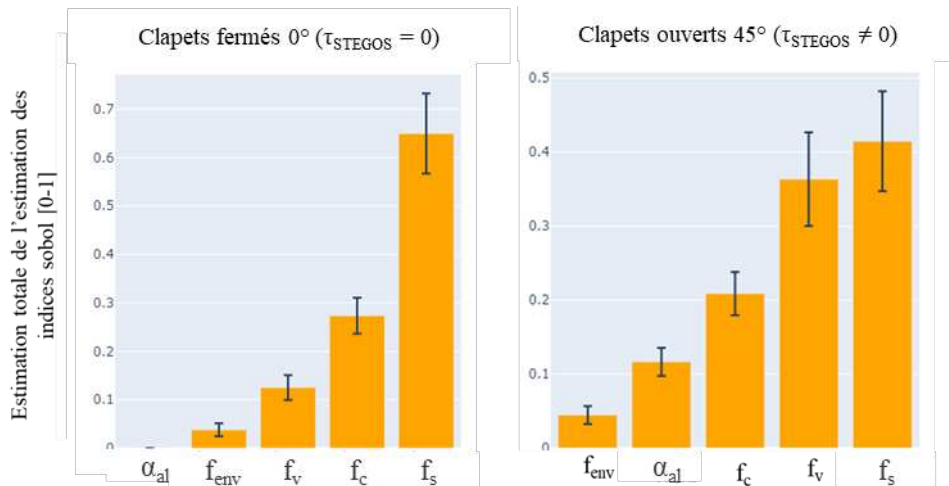 Clapets fermés 0° (τSTEGOS = 0)
Estimation totale de l'estimation des
indices sobol [0-1]
0.7
0.6
0.5
0.4
0.3
0.2
0.1
0
αal fenv fv fc fs
Clapets ouverts 45° (τSTEGOS ≠ 0)
0.5
0.4
0.3
0.2
0.1
0
fenv αal fc fv fs